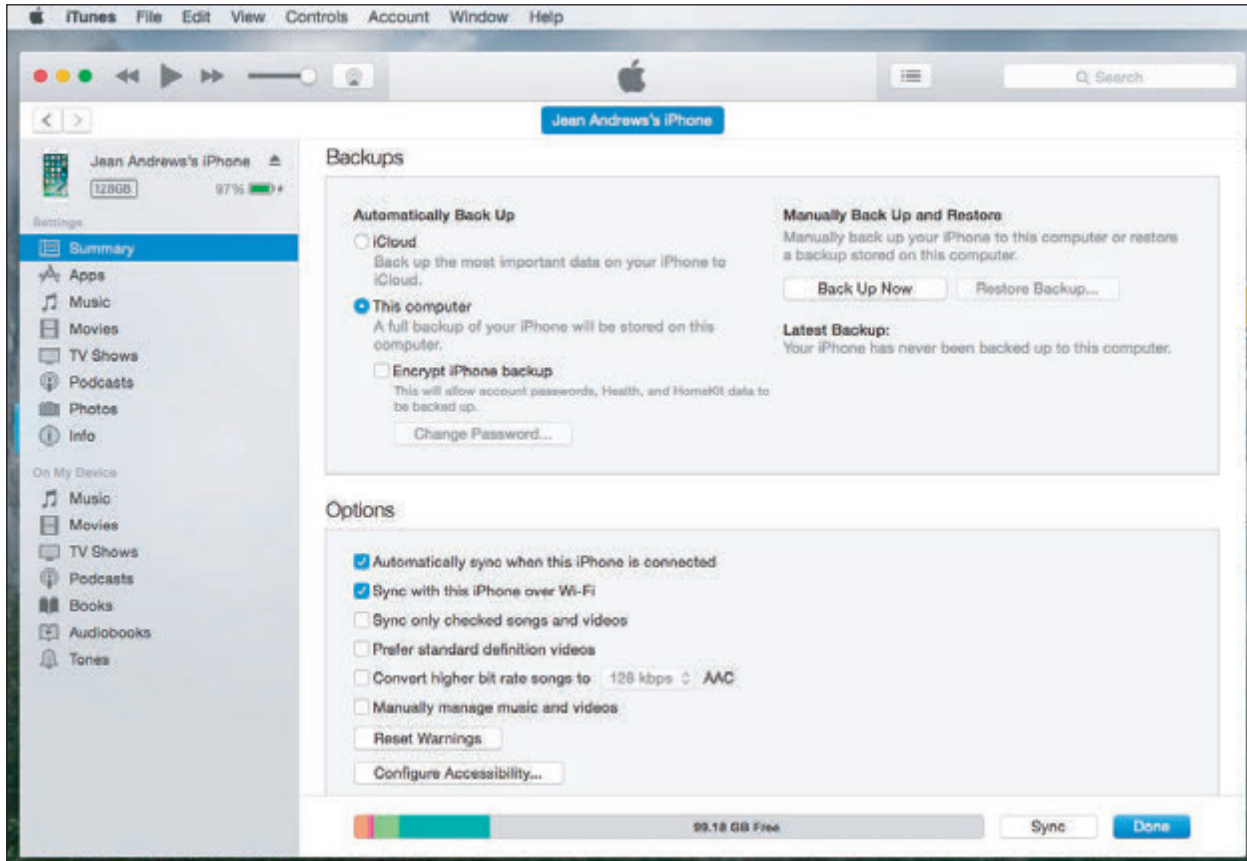 iTunes File Edit View Controls Account Window Help
Search
Jean Andrews's iPhone
Jean Andrews's iPhone
128GB 97%
Settings
Summary
Apps
Music
Movies
TV Shows
Podcasts
Photos
Info
On My Device
Music
Movies
TV Shows
Podcasts
Books
Audiobooks
Tones
Backups
Automatically Back Up
iCloud
Back up the most important data on your iPhone to
iCloud.
This computer
A full backup of your iPhone will be stored on this
computer.
Encrypt iPhone backup
This will allow account passwords, Health, and HomeKit data to
be backed up.
Change Password...
Manually Back Up and Restore
Manually back up your iPhone to this computer or restore
a backup stored on this computer.
Back Up Now Restore Backup...
Latest Backup:
Your iPhone has never been backed up to this computer.
Options
Automatically sync when this iPhone is connected
Sync with this iPhone over Wi-Fi
Sync only checked songs and videos
Prefer standard definition videos
Convert higher bit rate songs to 128 kbps AAC
Manually manage music and videos
Reset Warnings
Configure Accessibility...
99.18 GB Free
Sync Done